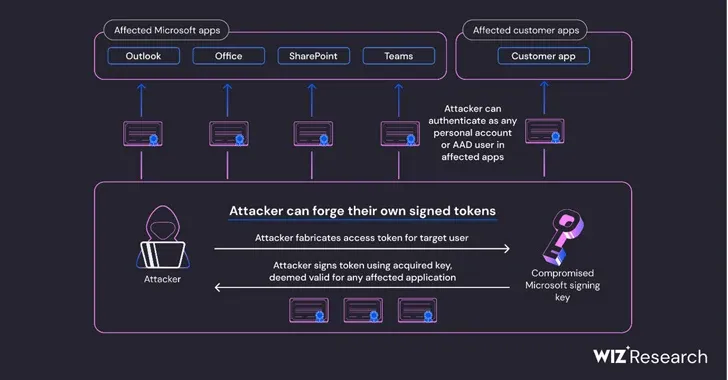 Affected Microsoft apps
Affected customer apps
Outlook
Office
SharePoint
Teams
Customer app
Attacker can
authenticate as any
personal account
or AAD user in
affected apps
Attacker can forge their own signed tokens
Attacker fabricates access token for target user
Attacker signs token using acquired key,
deemed valid for any affected application
Attacker
Compromised
Microsoft signing
key
WIZ Research